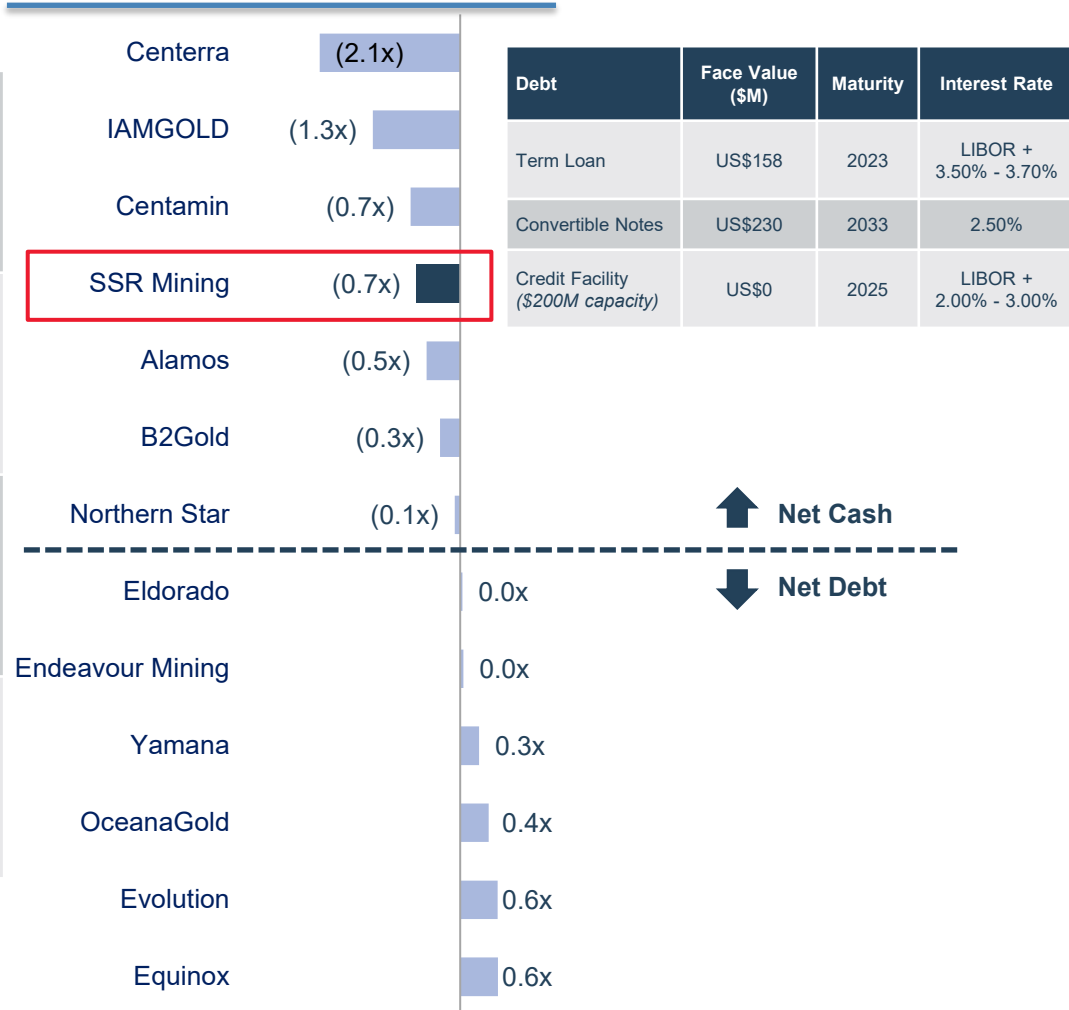 Centerra (2.1x)
IAMGOLD (1.3x)
Centamin (0.7x)
SSR Mining (0.7x)
Alamos (0.5x)
B2Gold (0.3x)
Northern Star (0.1x)
Eldorado 0.0x
Endeavour Mining 0.0x
Yamana 0.3x
OceanaGold 0.4x
Evolution 0.6x
Equinox 0.6x
Debt Face Value ($M) Maturity Interest Rate
Term Loan US$158 2023 LIBOR + 3.50% - 3.70%
Convertible Notes US$230 2033 2.50%
Credit Facility ($200M capacity) US$0 2025 LIBOR + 2.00% - 3.00%
Net Cash
Net Debt